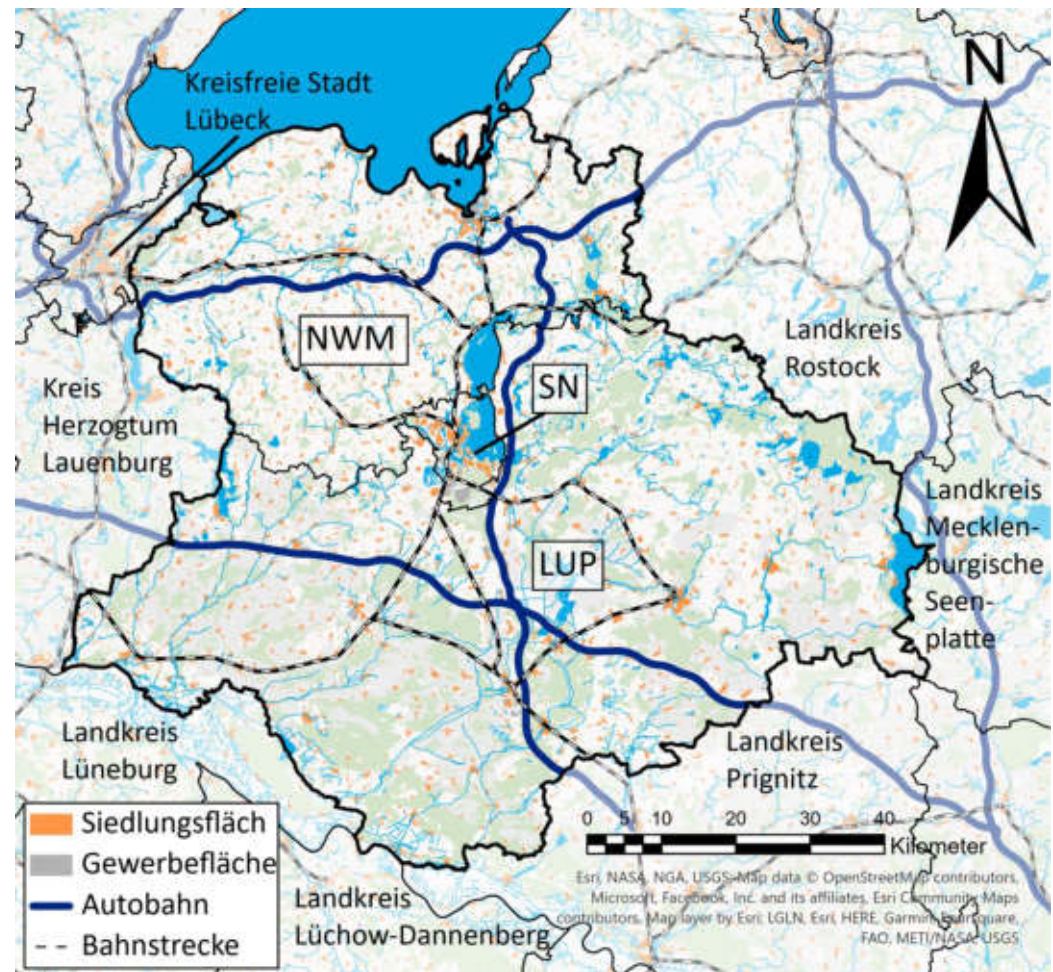 Kreisfreie Stadt
Lübeck
N
NWM
SN
Landkreis
Rostock
Kreis
Herzogtum
Lauenburg
Landkreis
Mecklen-
burgische
Seen-
platte
LUP
Landkreis
Lüneburg
Landkreis
Prignitz
Siedlungsfläch
Gewerbefläche
Autobahn
Bahnstrecke
0 5 10 20 30 40
Kilometer
Landkreis
Lüchow-Dannenberg
Esri, NASA, NGA, USGS, Map data © OpenStreetMap contributors,
Microsoft, Facebook, Inc. and its affiliates, Esri Community Maps
contributors, Map layer by Esri, LGLN, Esri, HERE, Garmin, Foursquare,
FAO, METI/NASA, USGS